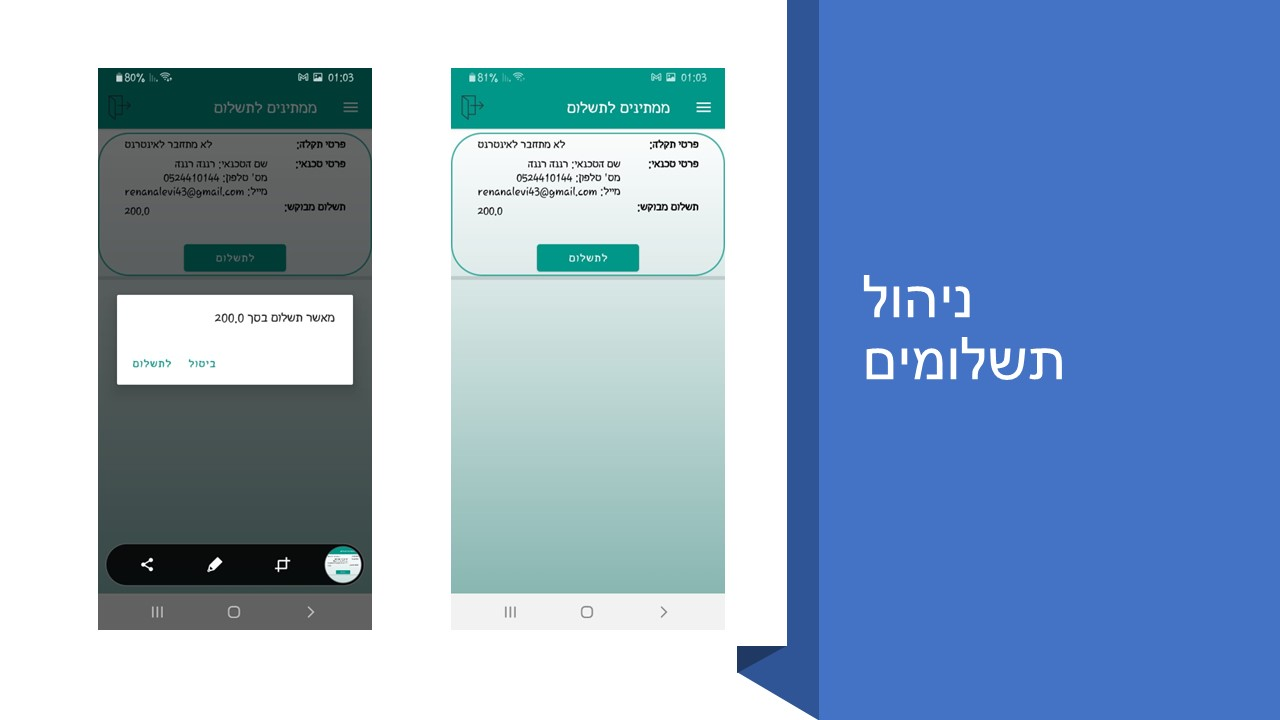 ניהול
תשלומים
81% 01:03
ממתינים לתשלום
פרטי תקלה: לא מתחבר לאינטרנט
פרטי טכנאי: שם הטכנאי: רננה רננה
מס' טלפון: 0524410144
מייל: renanalevi43@gmail.com
תשלום מבוקש: 200.0
לתשלום
80% 01:03
ממתינים לתשלום
פרטי תקלה: לא מתחבר לאינטרנט
פרטי טכנאי: שם הטכנאי: רננה רננה
מס' טלפון: 0524410144
מייל: renanalevi43@gmail.com
תשלום מבוקש: 200.0
לתשלום
מאשר תשלום בסך 200.0
ביטול לתשלום